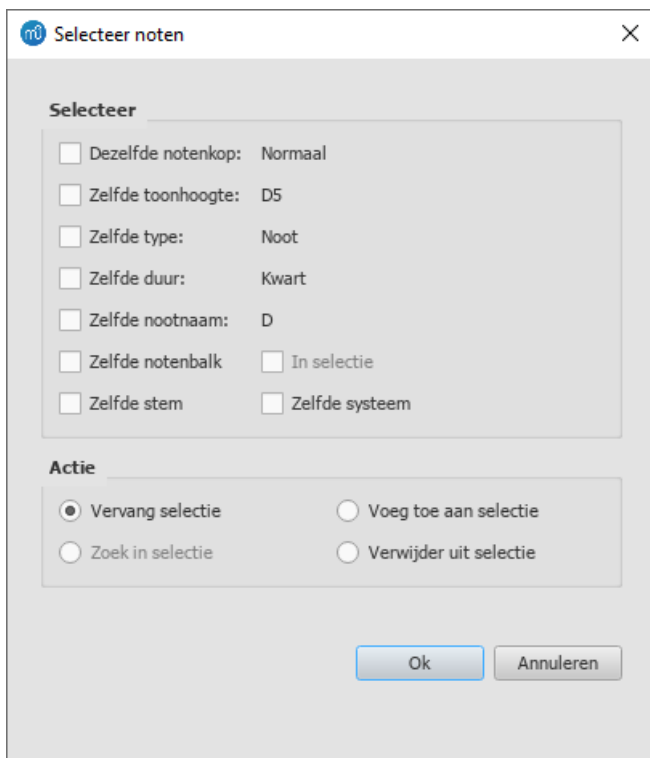 Selecteer noten
Selecteer
Dezelfde notenkop: Normaal
Zelfde toonhoogte: D5
Zelfde type: Noot
Zelfde duur: Kwart
Zelfde nootnaam: D
Zelfde notenbalk In selectie
Zelfde stem Zelfde systeem
Actie
Vervang selectie Voeg toe aan selectie
Zoek in selectie Verwijder uit selectie
Ok Annuleren